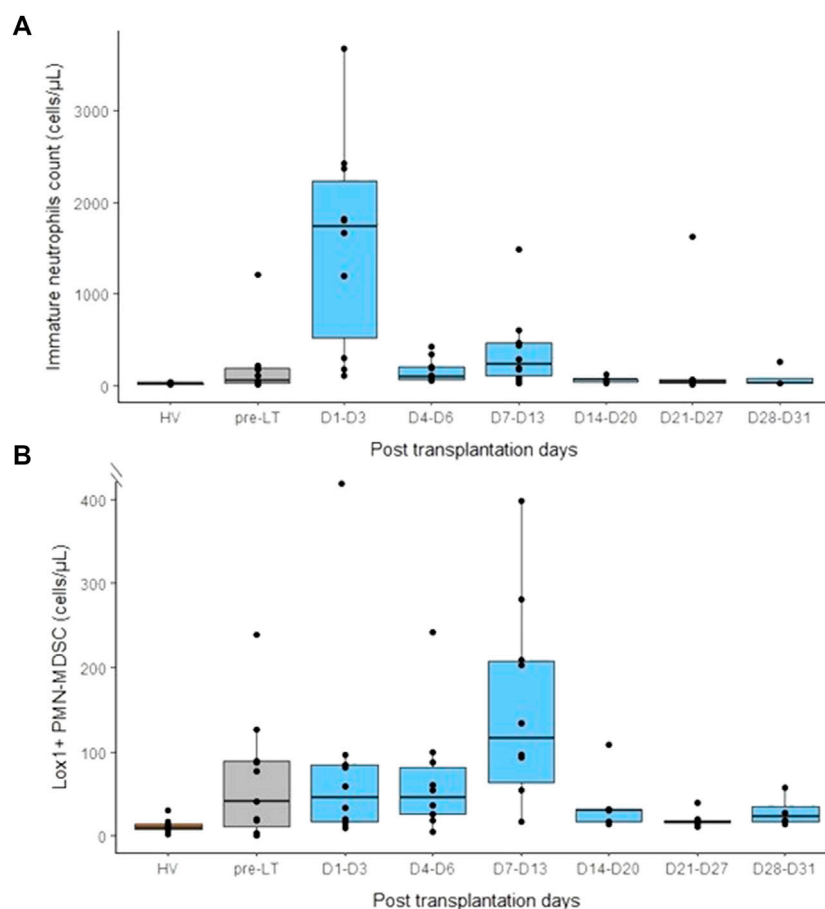 A
Immature neutrophils count (cells/µL)
3000
2000
1000
0
HV pre-LT D1-D3 D4-D6 D7-D13 D14-D20 D21-D27 D28-D31
Post transplantation days
B
Lox1+ PMN-MDSC (cells/µL)
400
300
200
100
0
HV pre-LT D1-D3 D4-D6 D7-D13 D14-D20 D21-D27 D28-D31
Post transplantation days